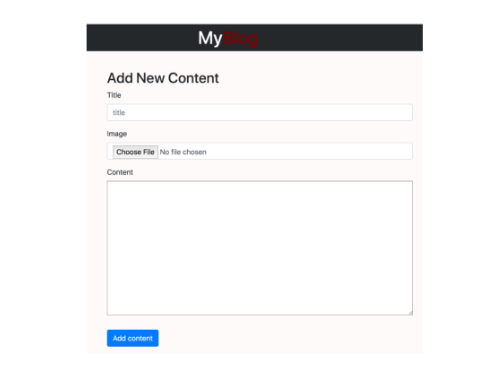 MyBlog
Add New Content
Title
title
Image
Choose File No file chosen
Content
Add content